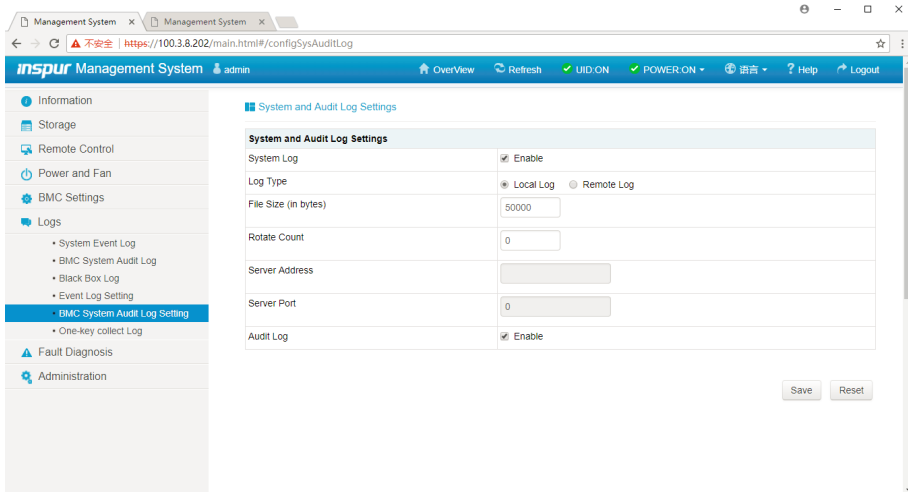 Management System
Management System
不安全 | https://100.3.8.202/main.html#/configSysAuditLog
inspur Management System admin OverView Refresh UID:ON POWER:ON 语言 ? Help Logout
Information
Storage
Remote Control
Power and Fan
BMC Settings
Logs
• System Event Log
• BMC System Audit Log
• Black Box Log
• Event Log Setting
• BMC System Audit Log Setting
• One-key collect Log
Fault Diagnosis
Administration
System and Audit Log Settings
System and Audit Log Settings
System Log Enable
Log Type Local Log Remote Log
File Size (in bytes) 50000
Rotate Count 0
Server Address
Server Port 0
Audit Log Enable
Save Reset